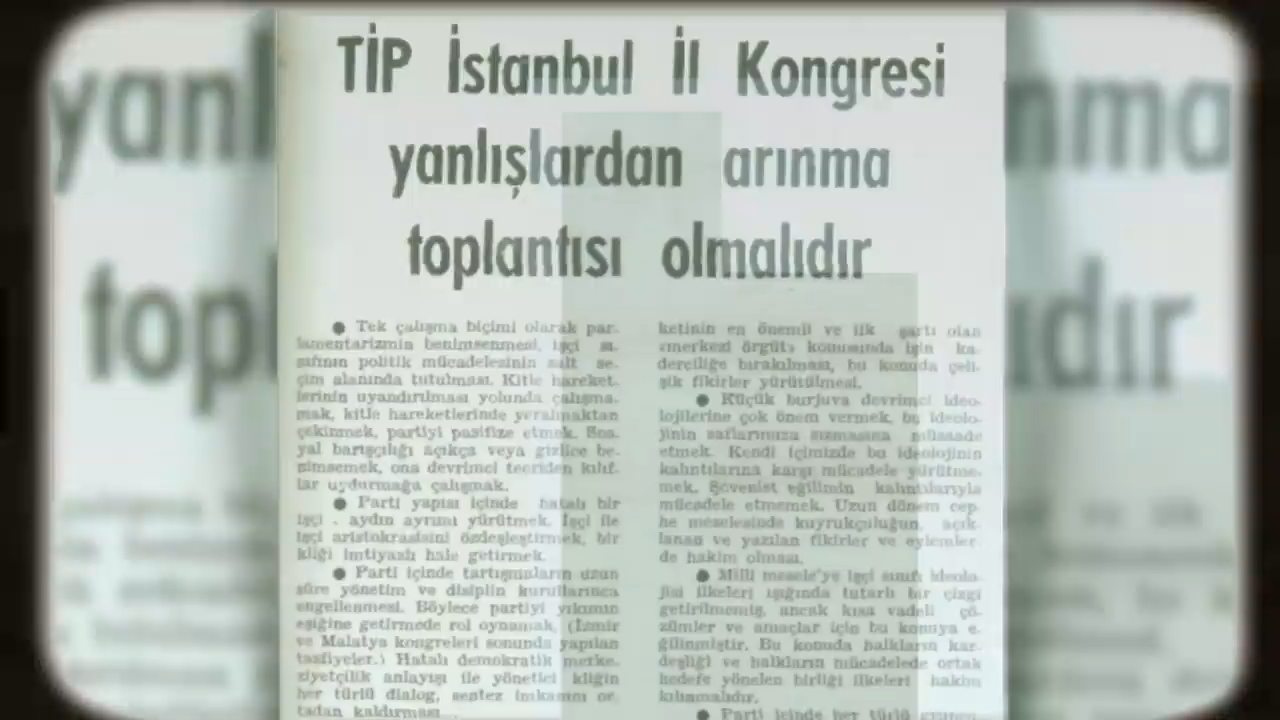 TİP İstanbul İl Kongresi
yanlışlardan arınma
toplantısı olmalıdır
● Tek çalışma biçimi olarak par-
lamentarizmin benimsenmesi, işçi sı-
nıfının politik mücadelesinin salt se-
çim alanında tutulması. Kitle hareket-
lerinin uyandırılması yolunda çalışma-
mak, kitle hareketlerinde yeralmaktan
çekinmek, partiyi pasifize etmek. Sos-
yal barışçılığı açıkça veya gizlice be-
nimsemek, ona devrimci teoriden kılıf-
lar uydurmağa çalışmak.
● Parti yapısı içinde hatalı bir
işçi - aydın ayrımı yürütmek. İşçi ile
işçi aristokrasisini özdeşleştirmek, bir
kliği imtiyazlı hale getirmek.
● Parti içinde tartışmaların uzun
süre yönetim ve disiplin kurullarınca
engellenmesi. Böylece partiyi yıkımın
eşiğine getirmede rol oynamak, (İzmir
ve Malatya kongreleri sonunda yapılan
tasfiyeler.) Hatalı demokratik merke-
ziyetçilik anlayışı ile yönetici kliğin
her türlü dialog, sentez imkanını or-
tadan kaldırması...
ketinin en önemli ve ilk şartı olan
«merkezi örgüt» konusunda işin ka-
derciliğe bırakılması, bu konuda çeli-
şik fikirler yürütülmesi.
● Küçük burjuva devrimci ideo-
lojilerine çok önem vermek, bu ideolo-
jinin saflarımıza sızmasına müsaade
etmek. Kendi içimizde bu ideolojinin
kalıntılarına karşı mücadele yürütme-
mek. Şovenist eğilimin kalıntılarıyla
mücadele etmemek. Uzun dönem cep-
he meselesinde kuyrukçuluğun, açık-
lanan ve yazılan fikirler ve eylemler-
de hakim olması.
● Milli mesele'ye işçi sınıfı ideolo-
jisi ilkeleri ışığında tutarlı bir çizgi
getirilmemiş, ancak kısa vadeli çö-
zümler ve amaçlar için bu konuya e-
ğilinmiştir. Bu konuda halkların kar-
deşliği ve halkların mücadelede ortak
hedefe yönelen birliği ilkeleri hakim
kılınmalıdır.
● Parti içinde her türlü